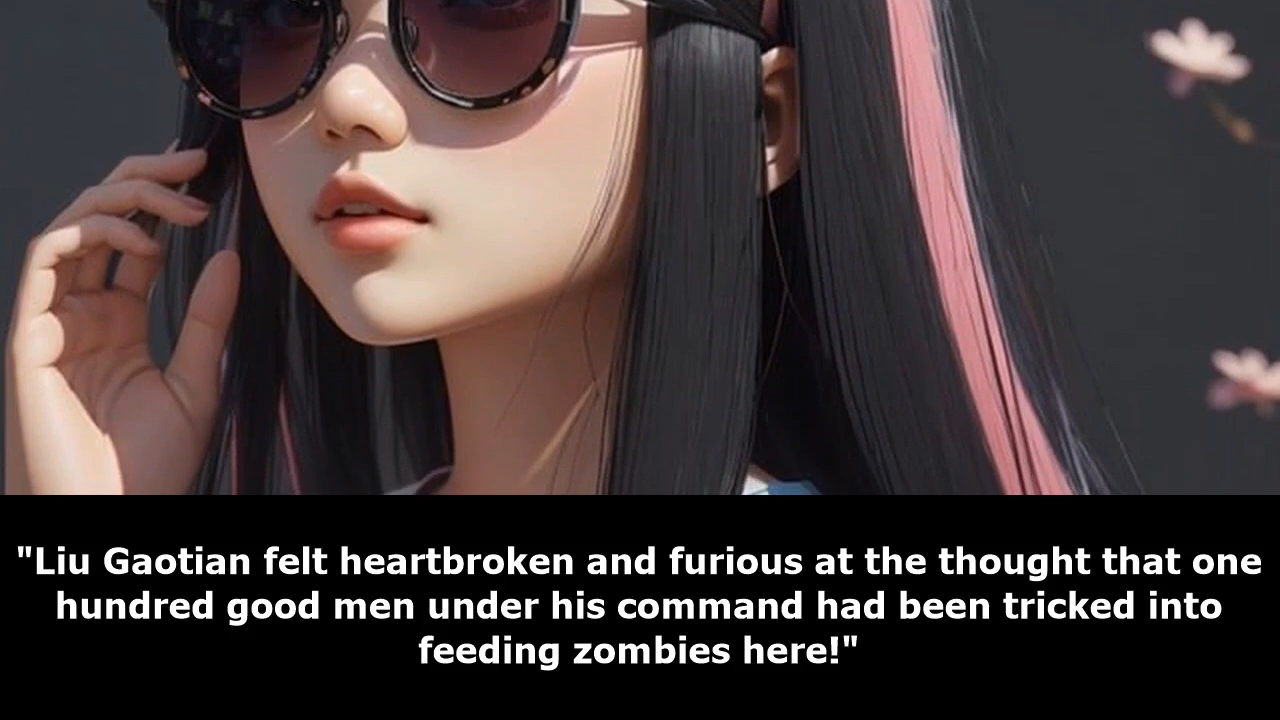 "Liu Gaotian felt heartbroken and furious at the thought that one
hundred good men under his command had been tricked into
feeding zombies here!"